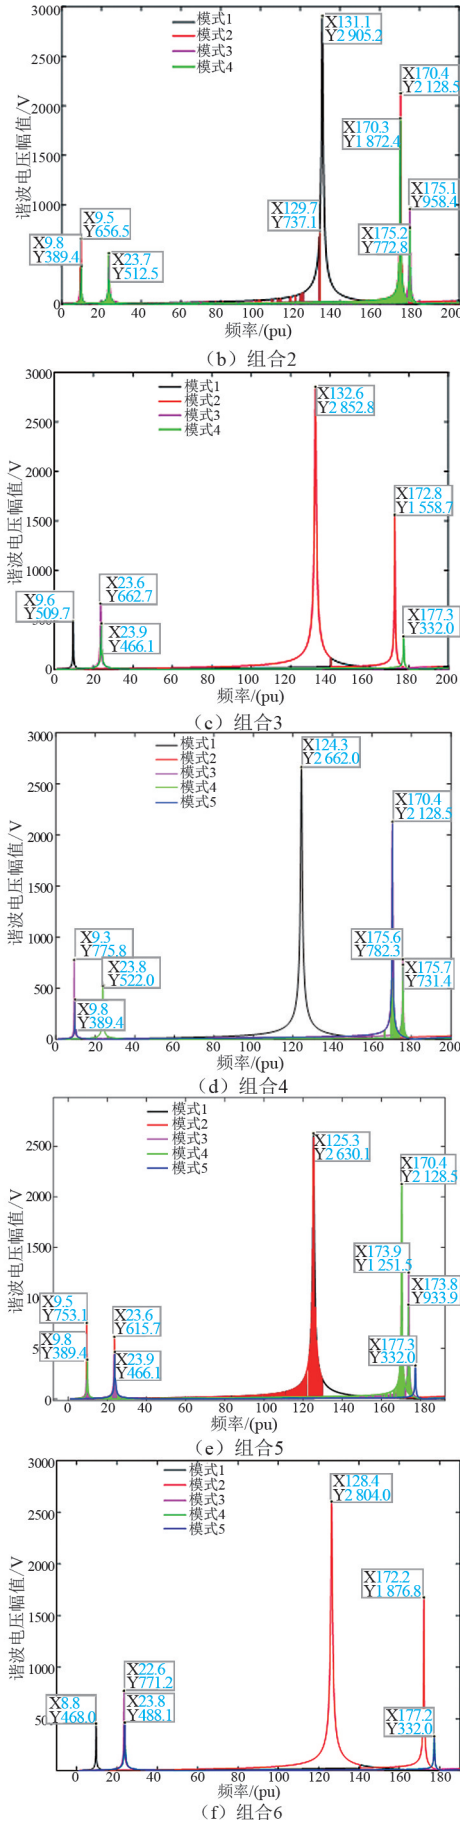 3000
2500
2000
1500
1000
500
0
谐波电压幅值/V
模式1
模式2
模式3
模式4
X131.1
Y2 905.2
X170.4
Y2 128.5
X170.3
Y1 872.4
X175.1
Y958.4
X129.7
Y737.1
X175.2
Y772.8
X9.5
Y656.5
X9.8
Y389.4
X23.7
Y512.5
0 20 40 60 80 100 120 140 160 180 200
频率/(pu)
(b) 组合2
3000
2500
2000
1500
1000
谐波电压幅值/V
模式1
模式2
模式3
模式4
X132.6
Y2 852.8
X172.8
Y1 558.7
X9.6
Y509.7
X23.6
Y662.7
X23.9
Y466.1
X177.3
Y332.0
0 20 40 60 80 100 120 140 160 180 200
频率/(pu)
（c）组合3
3000
2500
2000
1500
1000
500
0
谐波电压幅值/V
模式1
模式2
模式3
模式4
模式5
X124.3
Y2 662.0
X170.4
Y2 128.5
X9.3
Y775.8
X23.8
Y522.0
X9.8
Y389.4
X175.6
Y782.3
X175.7
Y731.4
0 20 40 60 80 100 120 140 160 180 200
频率/(pu)
(d) 组合4
2500
2000
1500
谐波电压幅值/V
模式1
模式2
模式3
模式4
模式5
X125.3
Y2 630.1
X170.4
Y2 128.5
X173.9
Y1 251.5
X173.8
Y933.9
X9.5
Y753.1
X23.6
Y615.7
X9.8
Y389.4
X23.9
Y466.1
X177.3
Y332.0
0
0 20 40 60 80 100 120 140 160 180
频率/(pu)
（e）组合5
3000
2500
2000
1500
1000
0
谐波电压幅值/V
模式1
模式2
模式3
模式4
模式5
X128.4
Y2 804.0
X172.2
Y1 876.8
X22.6
Y771.2
X8.8
Y468.0
X23.8
Y488.1
X177.2
Y332.0
0 20 40 60 80 100 120 140 160 180
频率/(pu)
(f) 组合6